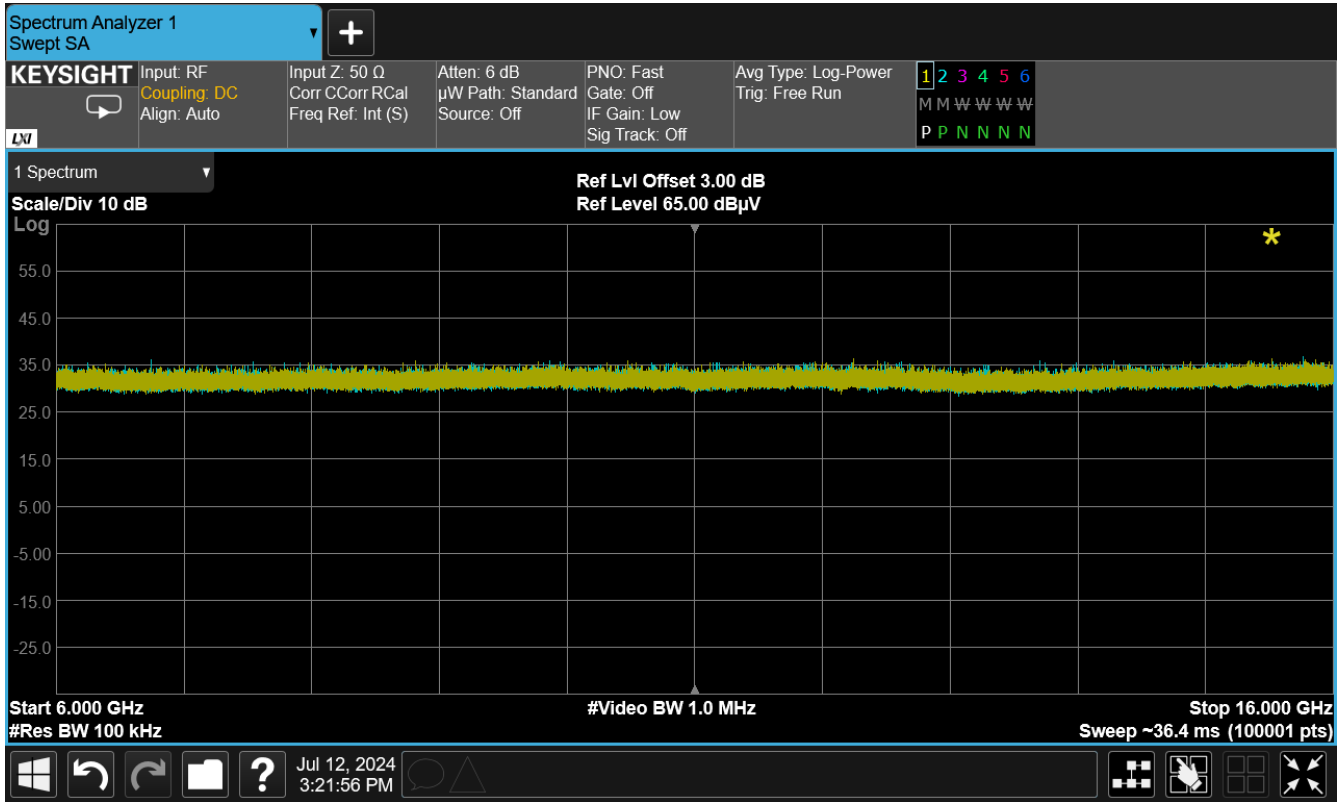 Spectrum Analyzer 1
Swept SA
+
KEYSIGHT
LXI
Input: RF
Coupling: DC
Align: Auto
Input Z: 50 Ω
Corr CCorr RCal
Freq Ref: Int (S)
Atten: 6 dB
µW Path: Standard
Source: Off
PNO: Fast
Gate: Off
IF Gain: Low
Sig Track: Off
Avg Type: Log-Power
Trig: Free Run
1 2 3 4 5 6
M M W W W W
P P N N N N
1 Spectrum
Scale/Div 10 dB
Log
Ref Lvl Offset 3.00 dB
Ref Level 65.00 dBµV
*
55.0
45.0
35.0
25.0
15.0
5.00
-5.00
-15.0
-25.0
Start 6.000 GHz
#Res BW 100 kHz
#Video BW 1.0 MHz
Stop 16.000 GHz
Sweep ~36.4 ms (100001 pts)
?
Jul 12, 2024
3:21:56 PM